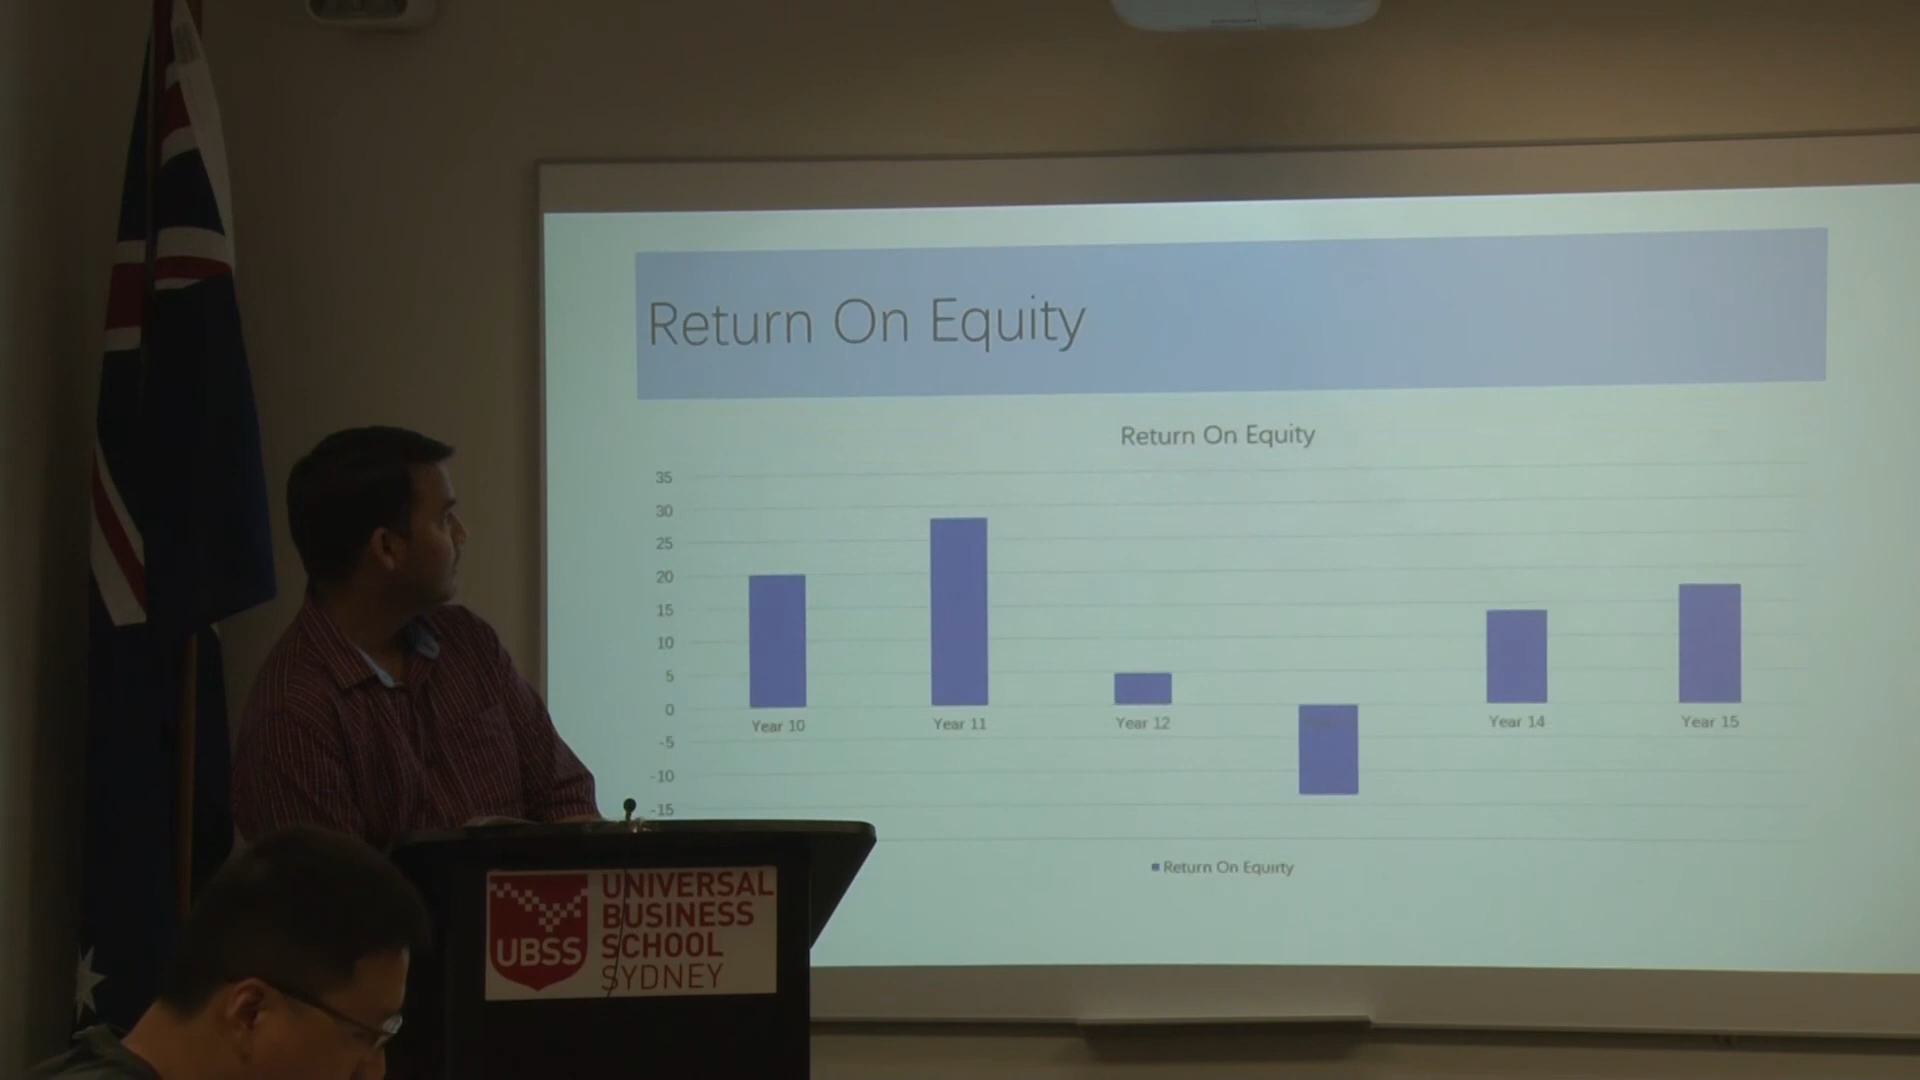 Return On Equity
Return On Equity
35
30
25
20
15
10
5
0
-5
-10
-15
Year 10
Year 11
Year 12
Year 14
Year 15
Return On Equity
UBSS
UNIVERSAL
BUSINESS
SCHOOL
SYDNEY